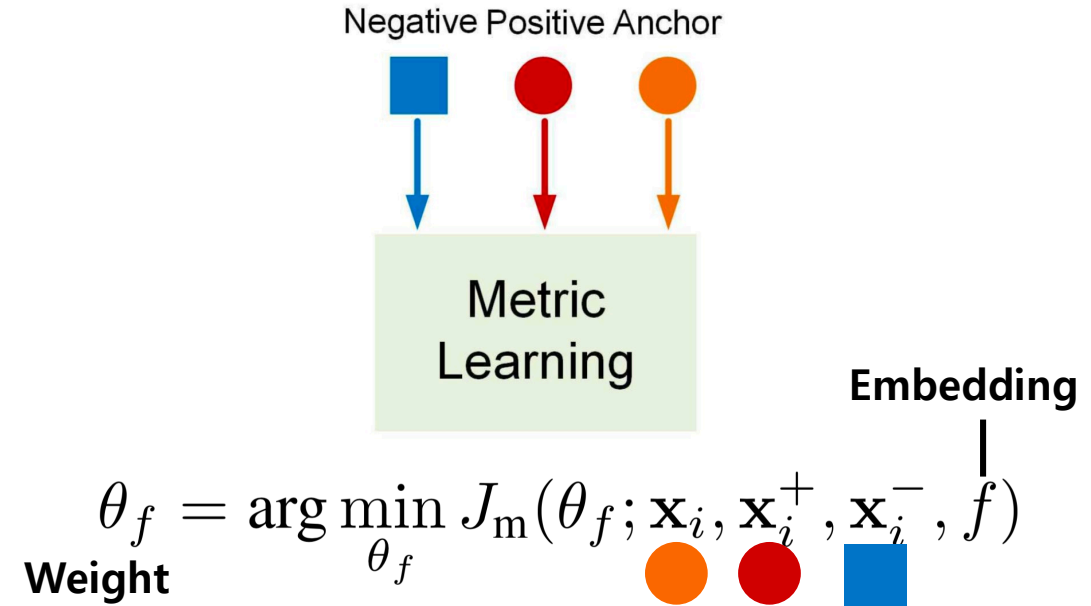 Negative Positive Anchor
Metric
Learning
Embedding
θ_f = arg min_{θ_f} J_m(θ_f; x_i, x_i^+, x_i^-, f)
Weight